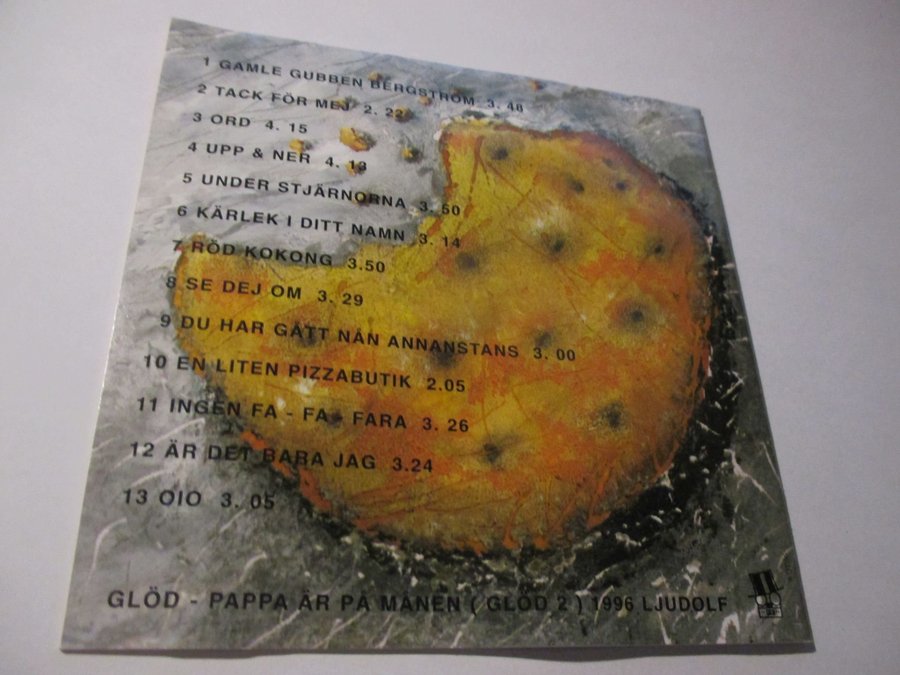 1 GAMLE GUBBEN BERGSTRÖM 3. 48
2 TACK FÖR MEJ 2. 22
3 ORD 4. 15
4 UPP & NER 4. 13
5 UNDER STJÄRNORNA 3. 50
6 KÄRLEK I DITT NAMN 3. 14
7 RÖD KOKONG 3.50
8 SE DEJ OM 3. 29
9 DU HAR GÅTT NÅN ANNANSTANS 3. 00
10 EN LITEN PIZZABUTIK 2.05
11 INGEN FA - FA - FARA 3. 26
12 ÄR DET BARA JAG 3.24
13 OIO 3. 05
GLÖD - PAPPA ÄR PÅ MÅNEN ( GLÖD 2 ) 1996 LJUDOLF